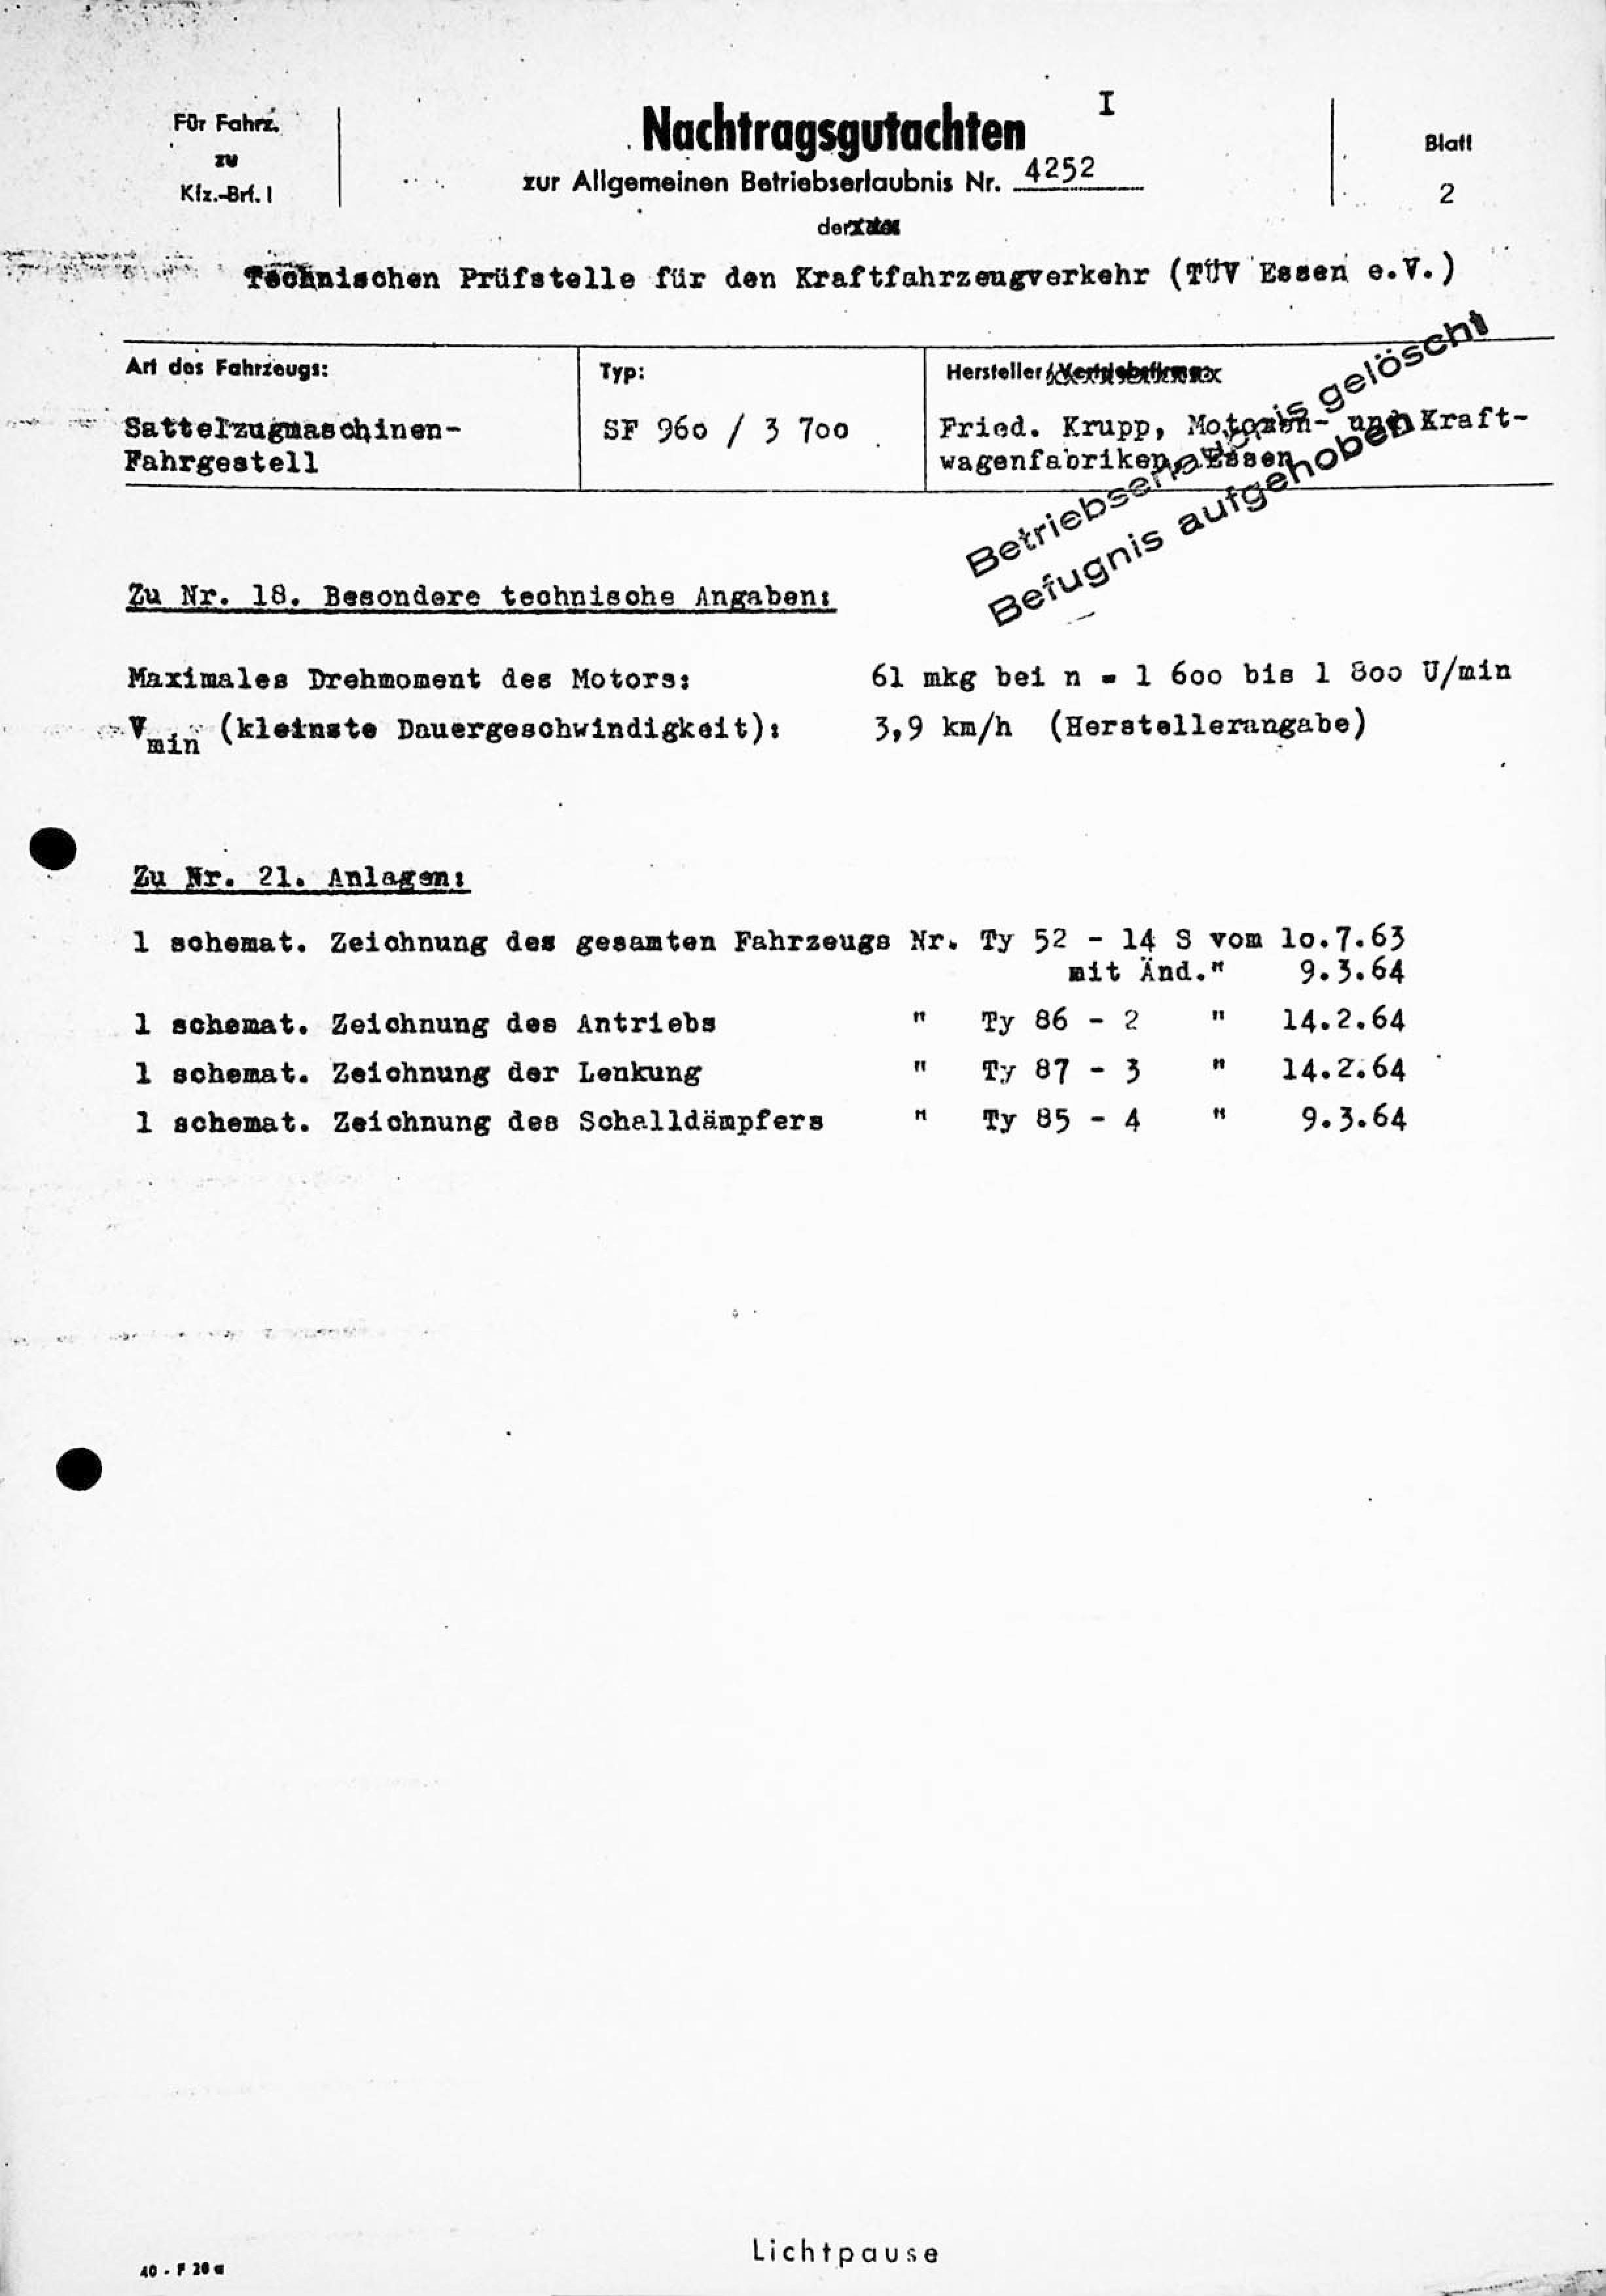 Für Fahrz.
zu
Kfz.-Brf. I
Nachtragsgutachten I
zur Allgemeinen Betriebserlaubnis Nr. 4252
der
Technischen Prüfstelle für den Kraftfahrzeugverkehr (TÜV Essen e.V.)
Blatt
2
Art des Fahrzeugs:
Sattelzugmaschinen-
Fahrgestell
Typ:
SF 960 / 3 700
Hersteller/Vertriebsfirma:
Fried. Krupp, Motoren- und Kraft-
wagenfabriken, Essen
Betriebserlaubnis gelöscht
Befugnis aufgehoben
Zu Nr. 18. Besondere technische Angaben:
Maximales Drehmoment des Motors: 61 mkg bei n = 1 600 bis 1 800 U/min
Vmin (kleinste Dauergeschwindigkeit): 3,9 km/h (Herstellerangabe)
Zu Nr. 21. Anlagen:
1 schemat. Zeichnung des gesamten Fahrzeugs Nr. Ty 52 - 14 S vom 10.7.63
mit Änd." 9.3.64
1 schemat. Zeichnung des Antriebs " Ty 86 - 2 " 14.2.64
1 schemat. Zeichnung der Lenkung " Ty 87 - 3 " 14.2.64
1 schemat. Zeichnung des Schalldämpfers " Ty 85 - 4 " 9.3.64
Lichtpause
40 - F 26 a